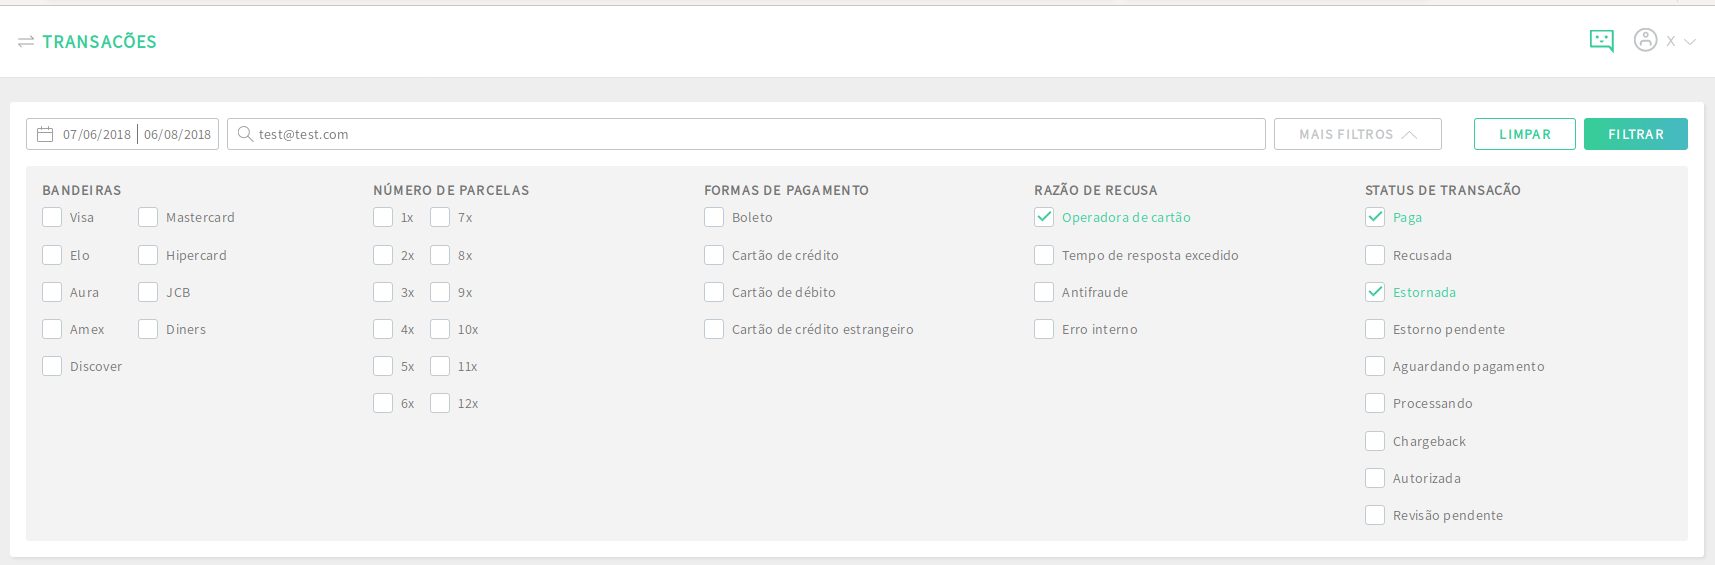 TRANSACÕES
X
07/06/2018 06/08/2018
test@test.com
MAIS FILTROS
LIMPAR
FILTRAR
BANDEIRAS
Visa Mastercard
Elo Hipercard
Aura JCB
Amex Diners
Discover
NÚMERO DE PARCELAS
1x 7x
2x 8x
3x 9x
4x 10x
5x 11x
6x 12x
FORMAS DE PAGAMENTO
Boleto
Cartão de crédito
Cartão de débito
Cartão de crédito estrangeiro
RAZÃO DE RECUSA
Operadora de cartão
Tempo de resposta excedido
Antifraude
Erro interno
STATUS DE TRANSACÃO
Paga
Recusada
Estornada
Estorno pendente
Aguardando pagamento
Processando
Chargeback
Autorizada
Revisão pendente